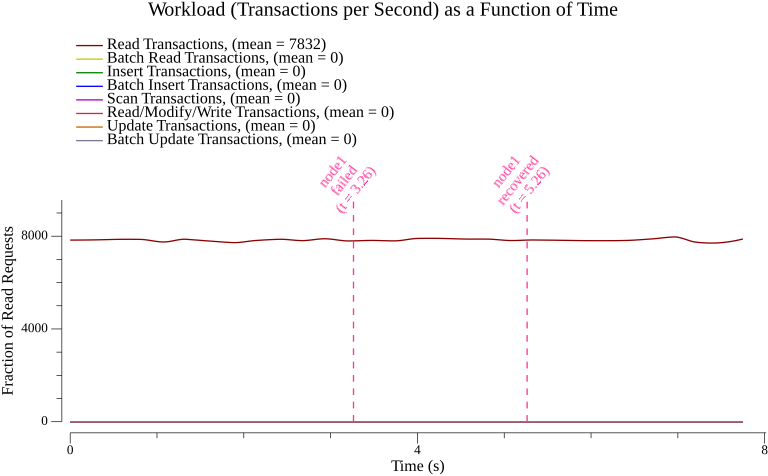 Workload (Transactions per Second) as a Function of Time
Read Transactions, (mean = 7832)
Batch Read Transactions, (mean = 0)
Insert Transactions, (mean = 0)
Batch Insert Transactions, (mean = 0)
Scan Transactions, (mean = 0)
Read/Modify/Write Transactions, (mean = 0)
Update Transactions, (mean = 0)
Batch Update Transactions, (mean = 0)
node1
failed
(t = 3.26)
node1
recovered
(t = 5.26)
Fraction of Read Requests
8000
4000
0
0
4
8
Time (s)